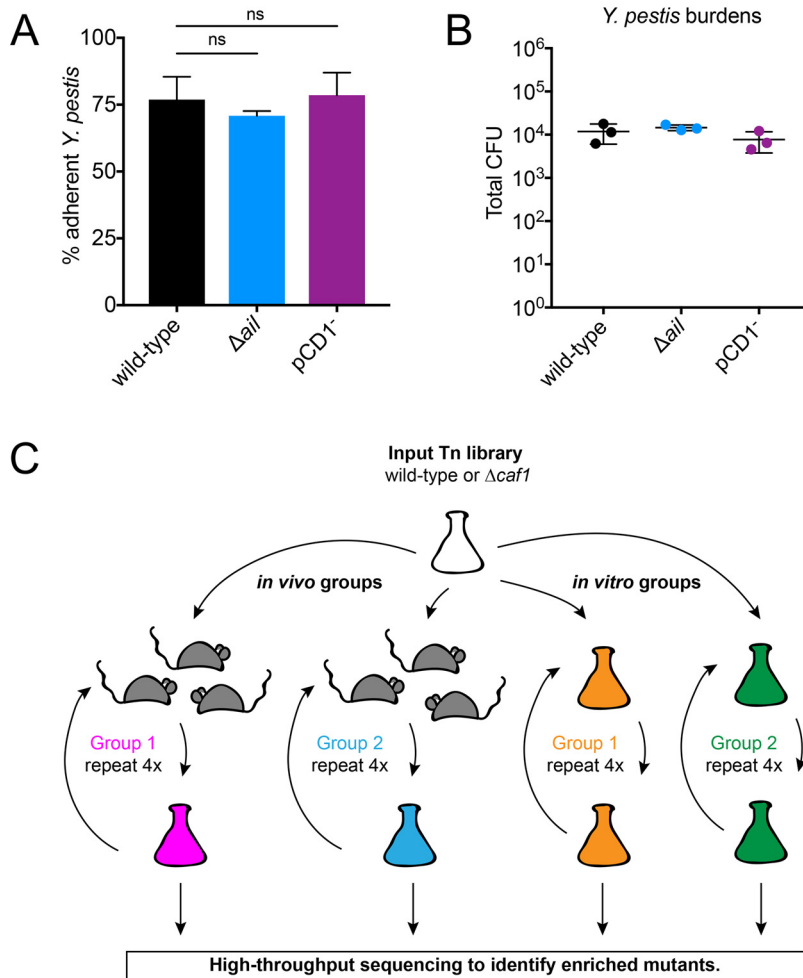 A
ns
ns
% adherent Y. pestis
100
75
50
25
0
wild-type
Δail
pCD1-
B
Y. pestis burdens
Total CFU
10⁶
10⁵
10⁴
10³
10²
10¹
10⁰
wild-type
Δail
pCD1-
C
Input Tn library
wild-type or Δcaf1
in vivo groups
in vitro groups
Group 1
repeat 4x
Group 2
repeat 4x
Group 1
repeat 4x
Group 2
repeat 4x
High-throughput sequencing to identify enriched mutants.